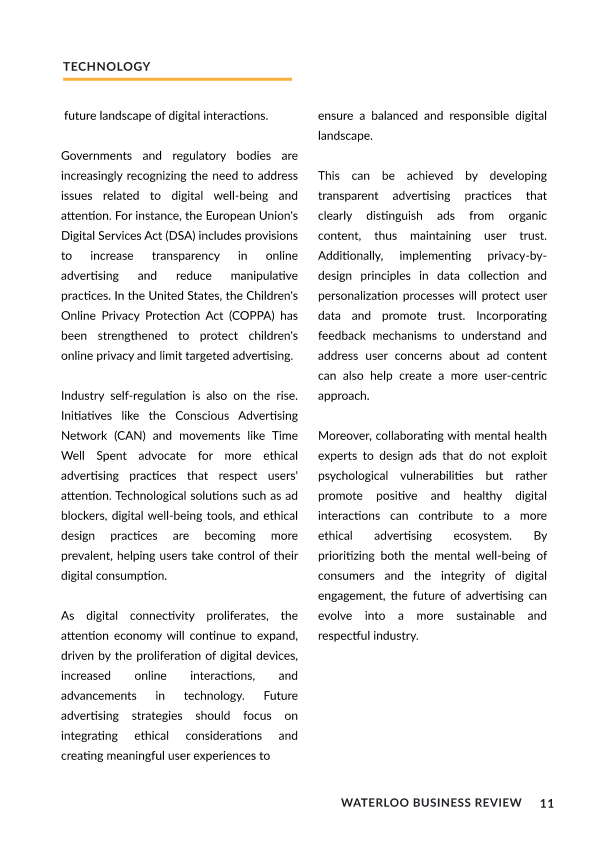 TECHNOLOGY
future landscape of digital interactions.
Governments and regulatory bodies are
increasingly recognizing the need to address
issues related to digital well-being and
attention. For instance, the European Union's
Digital Services Act (DSA) includes provisions
to increase transparency in online
advertising and reduce manipulative
practices. In the United States, the Children's
Online Privacy Protection Act (COPPA) has
been strengthened to protect children's
online privacy and limit targeted advertising.
Industry self-regulation is also on the rise.
Initiatives like the Conscious Advertising
Network (CAN) and movements like Time
Well Spent advocate for more ethical
advertising practices that respect users'
attention. Technological solutions such as ad
blockers, digital well-being tools, and ethical
design practices are becoming more
prevalent, helping users take control of their
digital consumption.
As digital connectivity proliferates, the
attention economy will continue to expand,
driven by the proliferation of digital devices,
increased online interactions, and
advancements in technology. Future
advertising strategies should focus on
integrating ethical considerations and
creating meaningful user experiences to
ensure a balanced and responsible digital
landscape.
This can be achieved by developing
transparent advertising practices that
clearly distinguish ads from organic
content, thus maintaining user trust.
Additionally, implementing privacy-by-
design principles in data collection and
personalization processes will protect user
data and promote trust. Incorporating
feedback mechanisms to understand and
address user concerns about ad content
can also help create a more user-centric
approach.
Moreover, collaborating with mental health
experts to design ads that do not exploit
psychological vulnerabilities but rather
promote positive and healthy digital
interactions can contribute to a more
ethical advertising ecosystem. By
prioritizing both the mental well-being of
consumers and the integrity of digital
engagement, the future of advertising can
evolve into a more sustainable and
respectful industry.
WATERLOO BUSINESS REVIEW 11